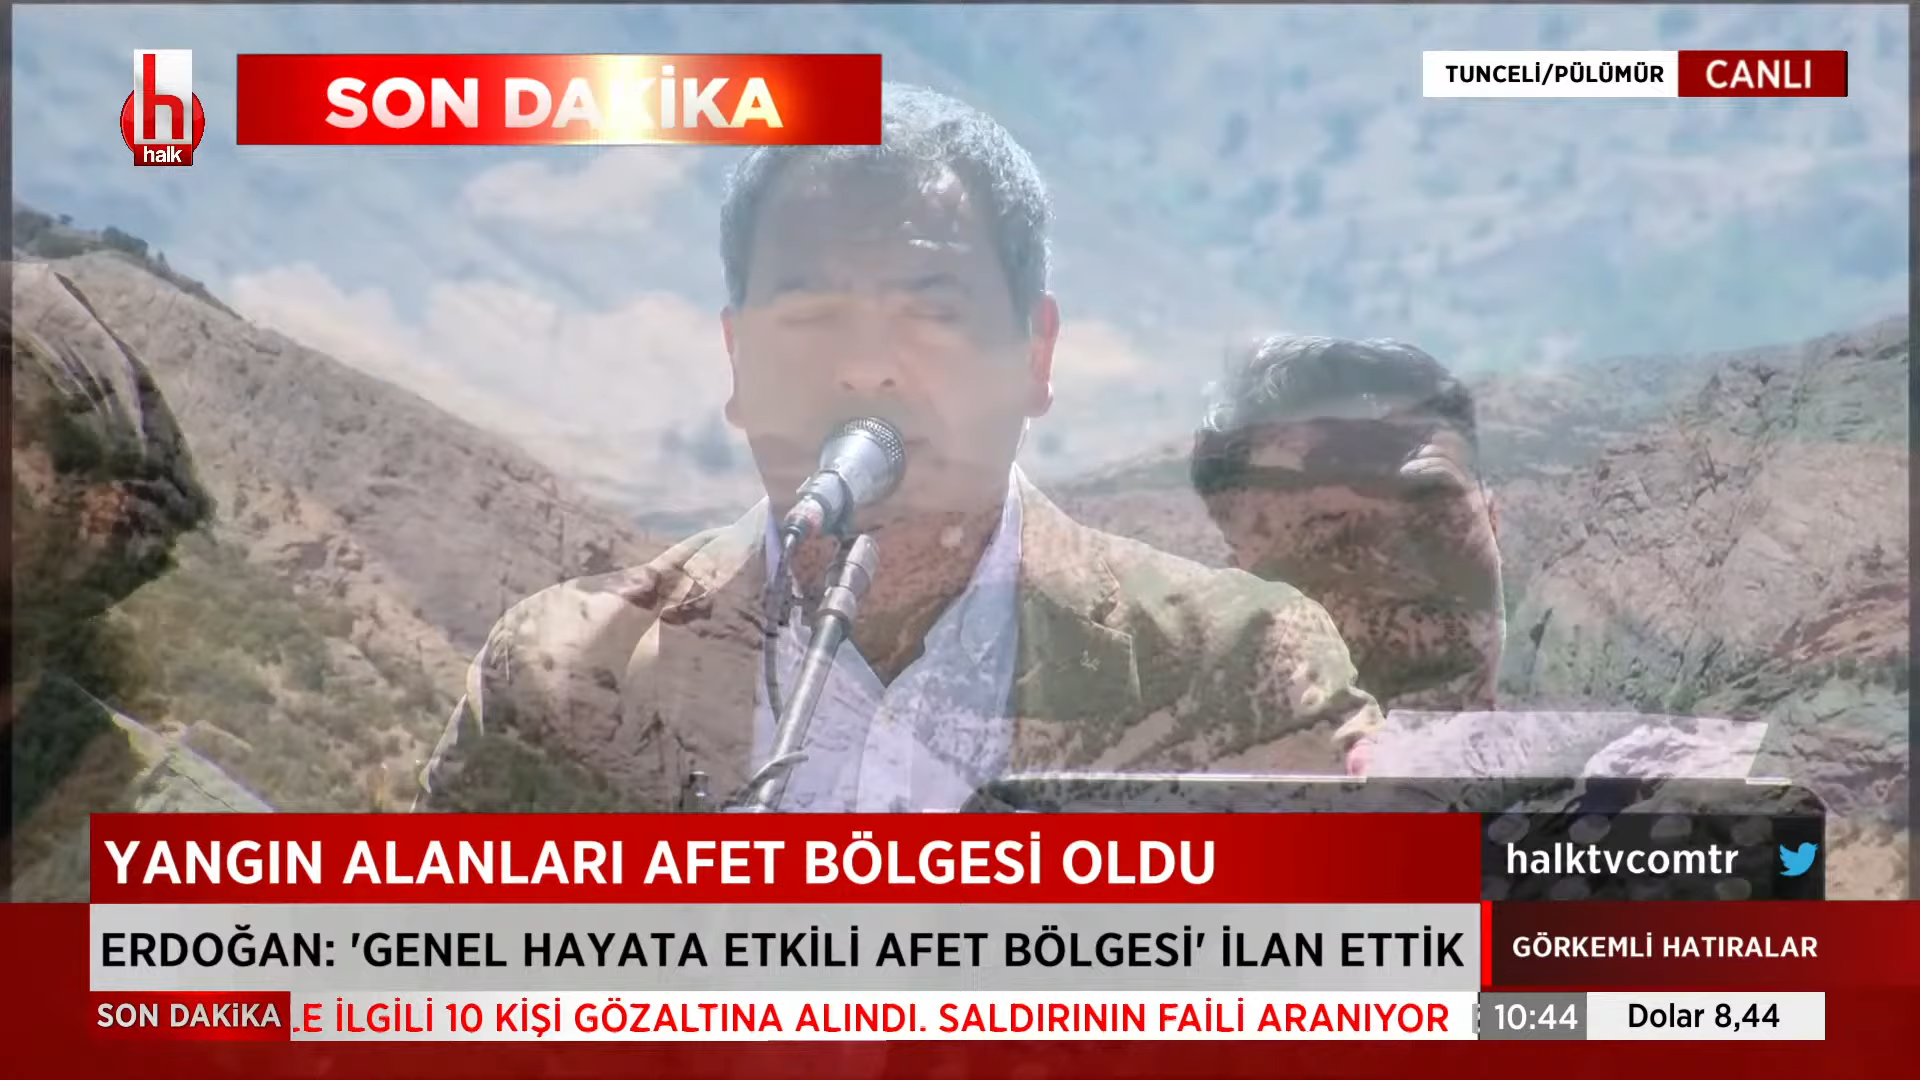 h
halk
SON DAKİKA
TUNCELİ/PÜLÜMÜR
CANLI
YANGIN ALANLARI AFET BÖLGESİ OLDU
halktvcomtr
ERDOĞAN: 'GENEL HAYATA ETKİLİ AFET BÖLGESİ' İLAN ETTİK
GÖRKEMLİ HATIRALAR
SON DAKİKA
LE İLGİLİ 10 KİŞİ GÖZALTINA ALINDI. SALDIRININ FAİLİ ARANIYOR
10:44
Dolar 8,44